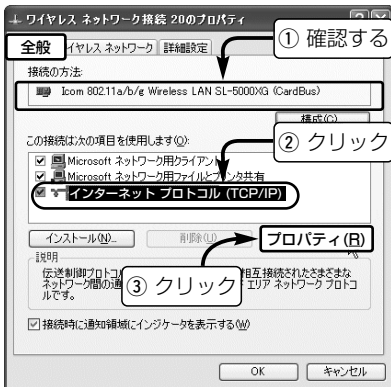 ワイヤレス ネットワーク接続 20のプロパティ
全般
イヤレス ネットワーク
詳細設定
① 確認する
接続の方法:
Icom 802.11a/b/g Wireless LAN SL-5000XG (CardBus)
構成(C)
② クリック
この接続は次の項目を使用します(O):
Microsoft ネットワーク用クライアン
Microsoft ネットワーク用ファイルとプリンタ共有
インターネット プロトコル (TCP/IP)
インストール(N)...
削除(U)
プロパティ(R)
説明
伝送制御プロトコ
相互接続されたさまざまな
ネットワーク間の通
エリア ネットワーク プロトコ
ルです。
③ クリック
接続時に通知領域にインジケータを表示する(W)
OK
キャンセル